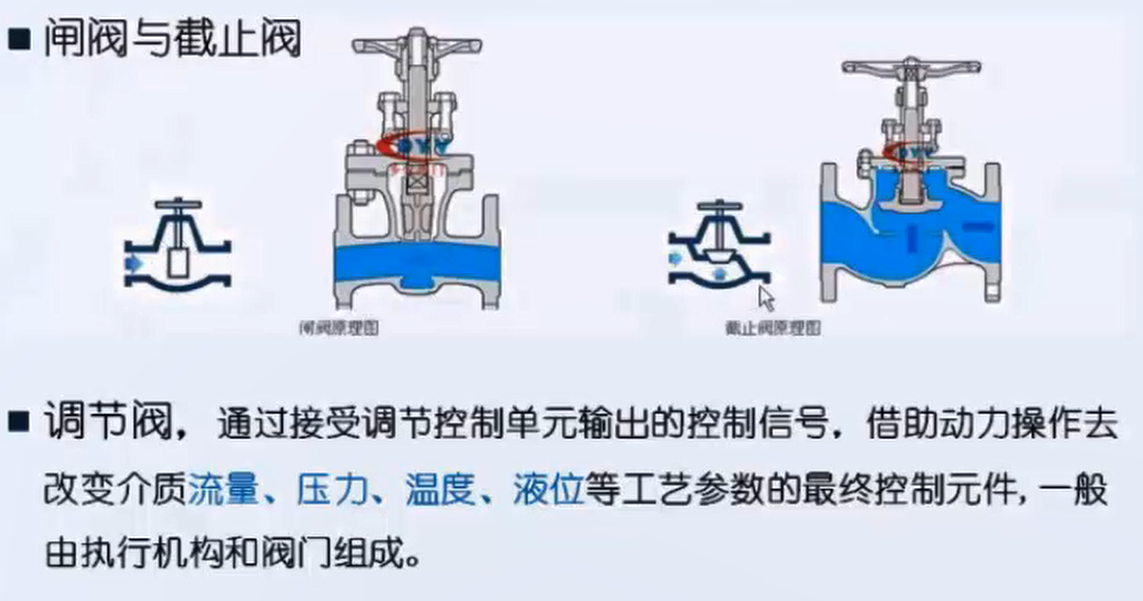 闸阀与截止阀
闸阀原理图
截止阀原理图
调节阀，通过接受调节控制单元输出的控制信号，借助动力操作去
改变介质流量、压力、温度、液位等工艺参数的最终控制元件, 一般
由执行机构和阀门组成。